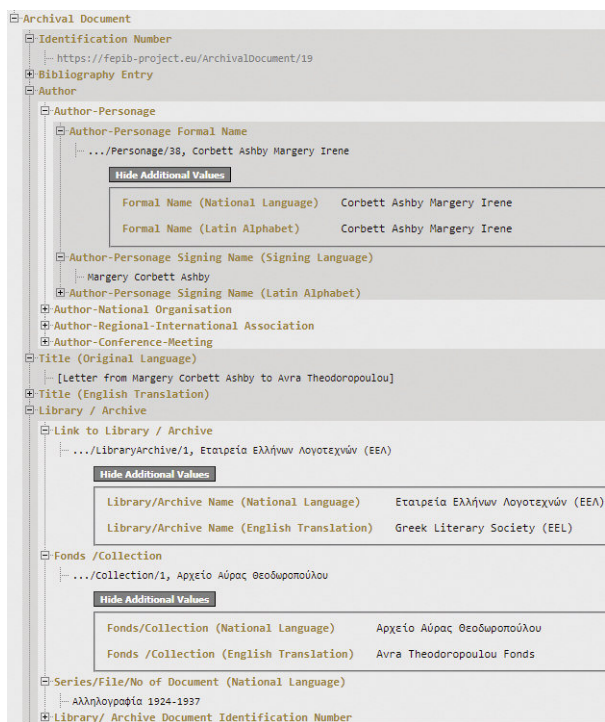 Archival Document
Identification Number
https://fepib-project.eu/ArchivalDocument/19
Bibliography Entry
Author
Author-Personage
Author-Personage Formal Name
.../Personage/38, Corbett Ashby Margery Irene
Hide Additional Values
Formal Name (National Language) Corbett Ashby Margery Irene
Formal Name (Latin Alphabet) Corbett Ashby Margery Irene
Author-Personage Signing Name (Signing Language)
Margery Corbett Ashby
Author-Personage Signing Name (Latin Alphabet)
Author-National Organisation
Author-Regional-International Association
Author-Conference-Meeting
Title (Original Language)
[Letter from Margery Corbett Ashby to Avra Theodoropoulou]
Title (English Translation)
Library / Archive
Link to Library / Archive
.../LibraryArchive/1, Εταιρεία Ελλήνων Λογοτεχνών (ΕΕΛ)
Hide Additional Values
Library/Archive Name (National Language) Εταιρεία Ελλήνων Λογοτεχνών (ΕΕΛ)
Library/Archive Name (English Translation) Greek Literary Society (EEL)
Fonds /Collection
.../Collection/1, Αρχείο Αύρας Θεοδωροπούλου
Hide Additional Values
Fonds/Collection (National Language) Αρχείο Αύρας Θεοδωροπούλου
Fonds /Collection (English Translation) Avra Theodoropoulou Fonds
Series/File/No of Document (National Language)
Αλληλογραφία 1924-1937
Library/ Archive Document Identification Number